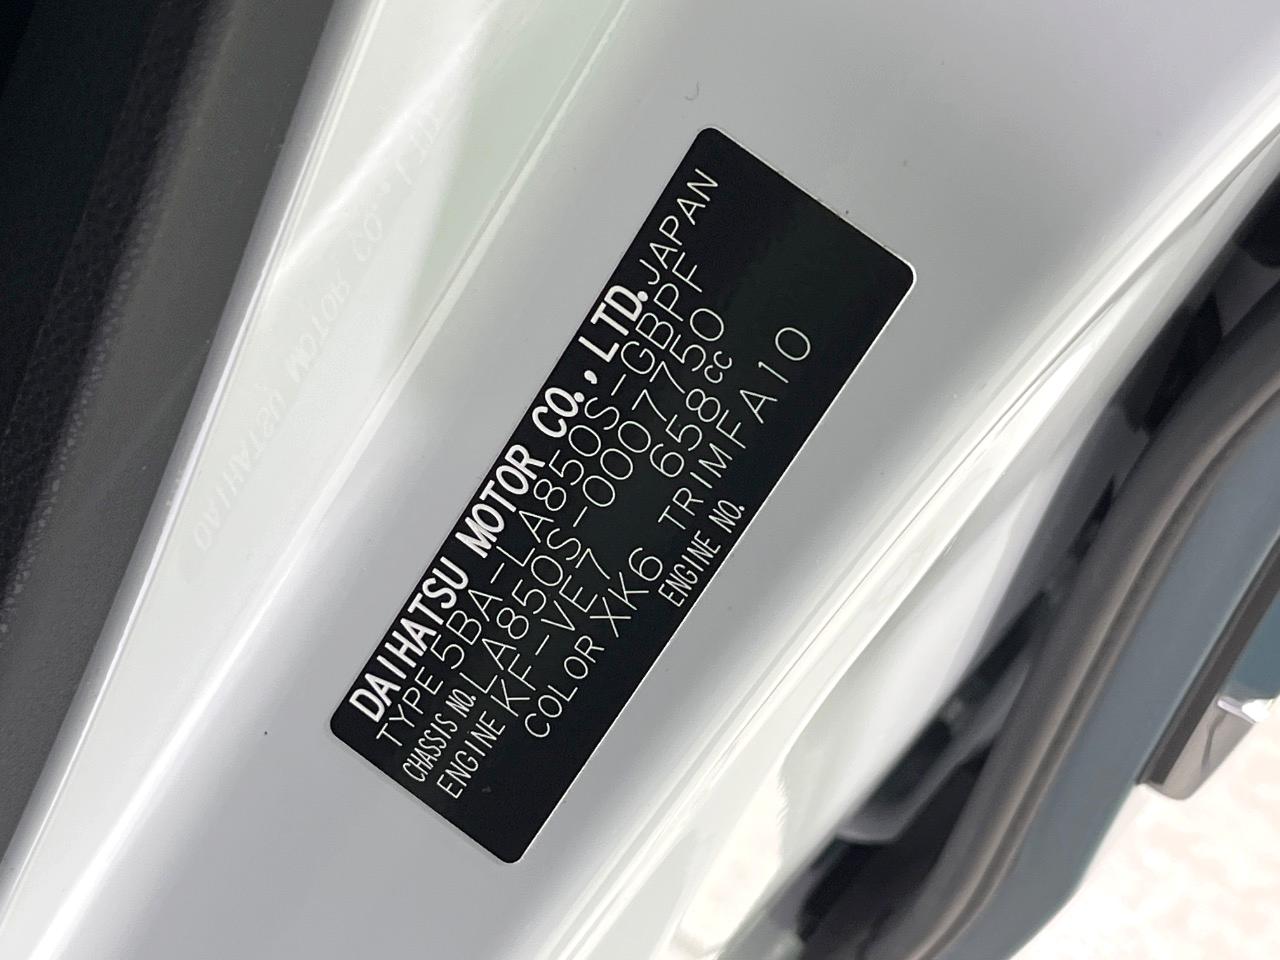 DAIHATSU MOTOR CO., LTD. JAPAN
TYPE 5BA-LA850S-GBPF
CHASSIS NO. LA850S-0007750
ENGINE KF-VE7 658cc
COLOR XK6 TRIM FA10
ENGINE NO.